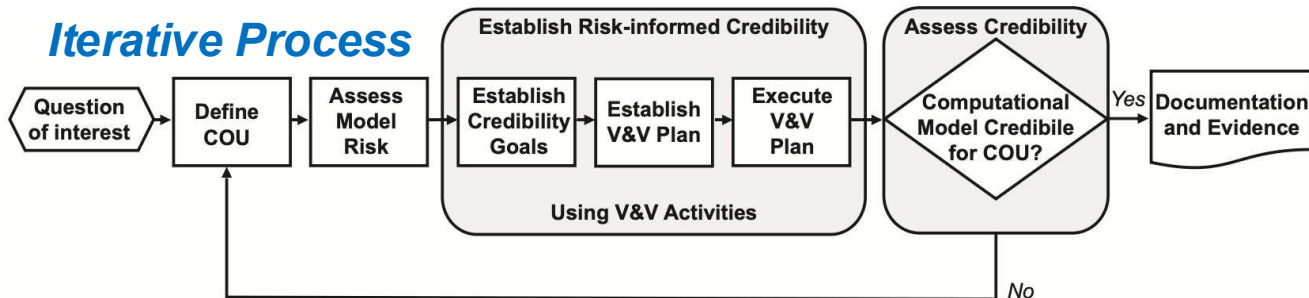 Iterative Process
Establish Risk-informed Credibility
Assess Credibility
Question
of interest
Define
COU
Assess
Model
Risk
Establish
Credibility
Goals
Establish
V&V Plan
Execute
V&V
Plan
Computational
Model Credibile
for COU?
Yes
Documentation
and Evidence
Using V&V Activities
No